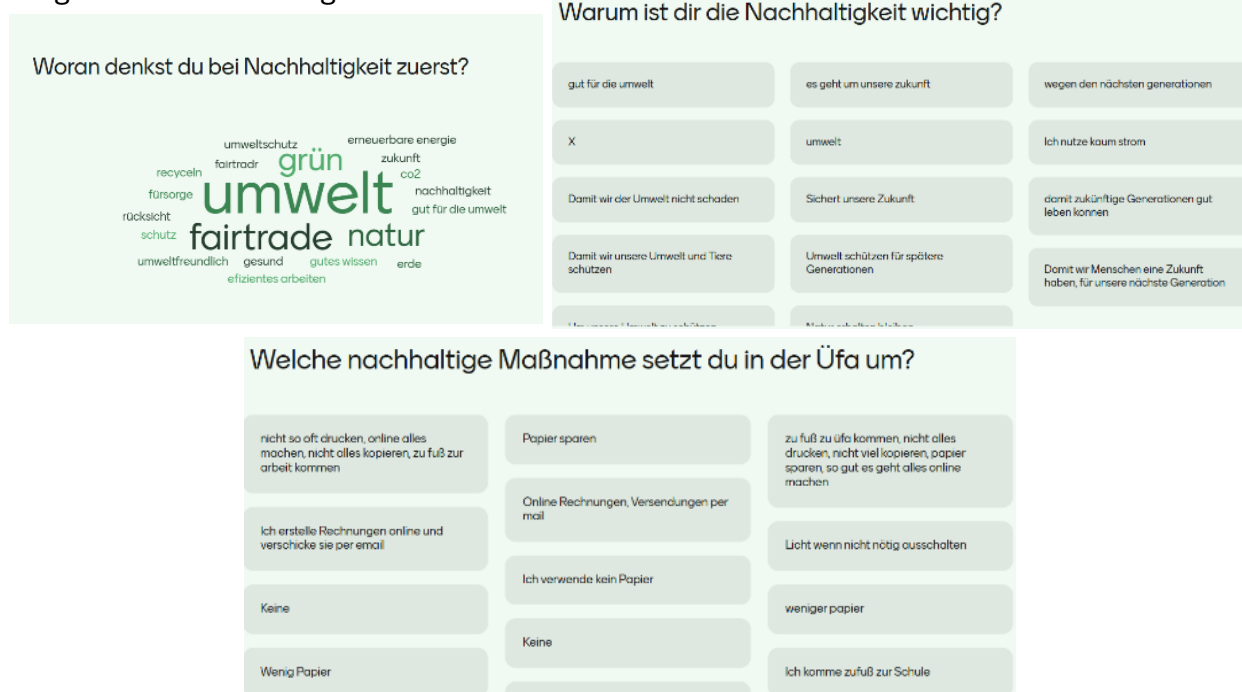 Woran denkst du bei Nachhaltigkeit zuerst?
umweltschutz
erneuerbare energie
fairtradr
grün
zukunft
recyceln
co2
fürsorge
umwelt
nachhaltigkeit
gut für die umwelt
rücksicht
schutz
fairtrade
natur
umweltfreundlich
gesund
gutes wissen
erde
efizientes arbeiten
Warum ist dir die Nachhaltigkeit wichtig?
gut für die umwelt
es geht um unsere zukunft
wegen den nächsten generationen
X
umwelt
Ich nutze kaum strom
Damit wir der Umwelt nicht schaden
Sichert unsere Zukunft
damit zukünftige Generationen gut
leben konnen
Damit wir unsere Umwelt und Tiere
schützen
Umwelt schützen für spätere
Generationen
Damit wir Menschen eine Zukunft
haben, für unsere nächste Generation
Welche nachhaltige Maßnahme setzt du in der Üfa um?
nicht so oft drucken, online alles
machen, nicht alles kopieren, zu fuß zur
arbeit kommen
Papier sparen
zu fuß zu üfa kommen, nicht alles
drucken, nicht viel kopieren, papier
sparen, so gut es geht alles online
machen
Online Rechnungen, Versendungen per
mail
Ich erstelle Rechnungen online und
verschicke sie per email
Licht wenn nicht nötig ausschalten
Ich verwende kein Papier
Keine
weniger papier
Keine
Wenig Papier
Ich komme zufuß zur Schule